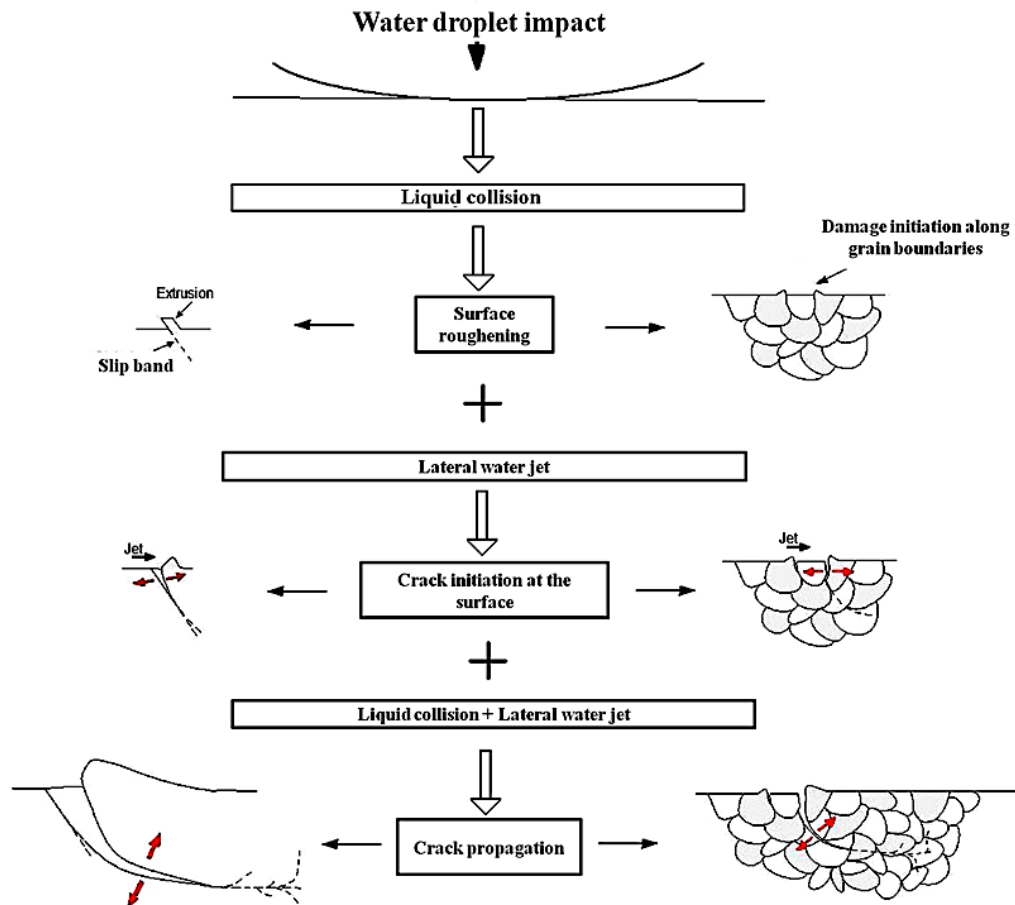 Water droplet impact
Liquid collision
Damage initiation along
grain boundaries
Extrusion
Surface
roughening
Slip band
+
Lateral water jet
Jet
Jet
Crack initiation at the
surface
+
Liquid collision + Lateral water jet
Crack propagation